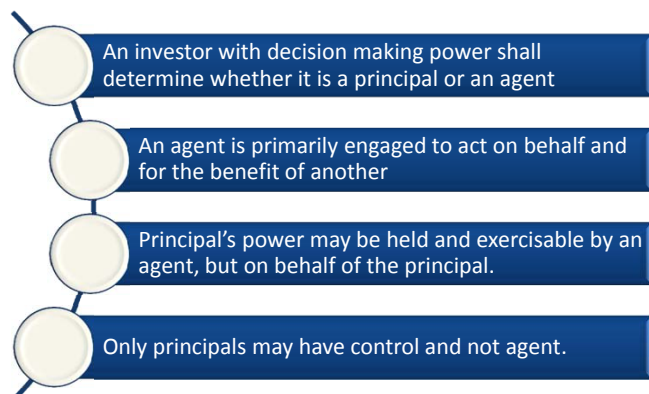 An investor with decision making power shall
determine whether it is a principal or an agent
An agent is primarily engaged to act on behalf and
for the benefit of another
Principal’s power may be held and exercisable by an
agent, but on behalf of the principal.
Only principals may have control and not agent.